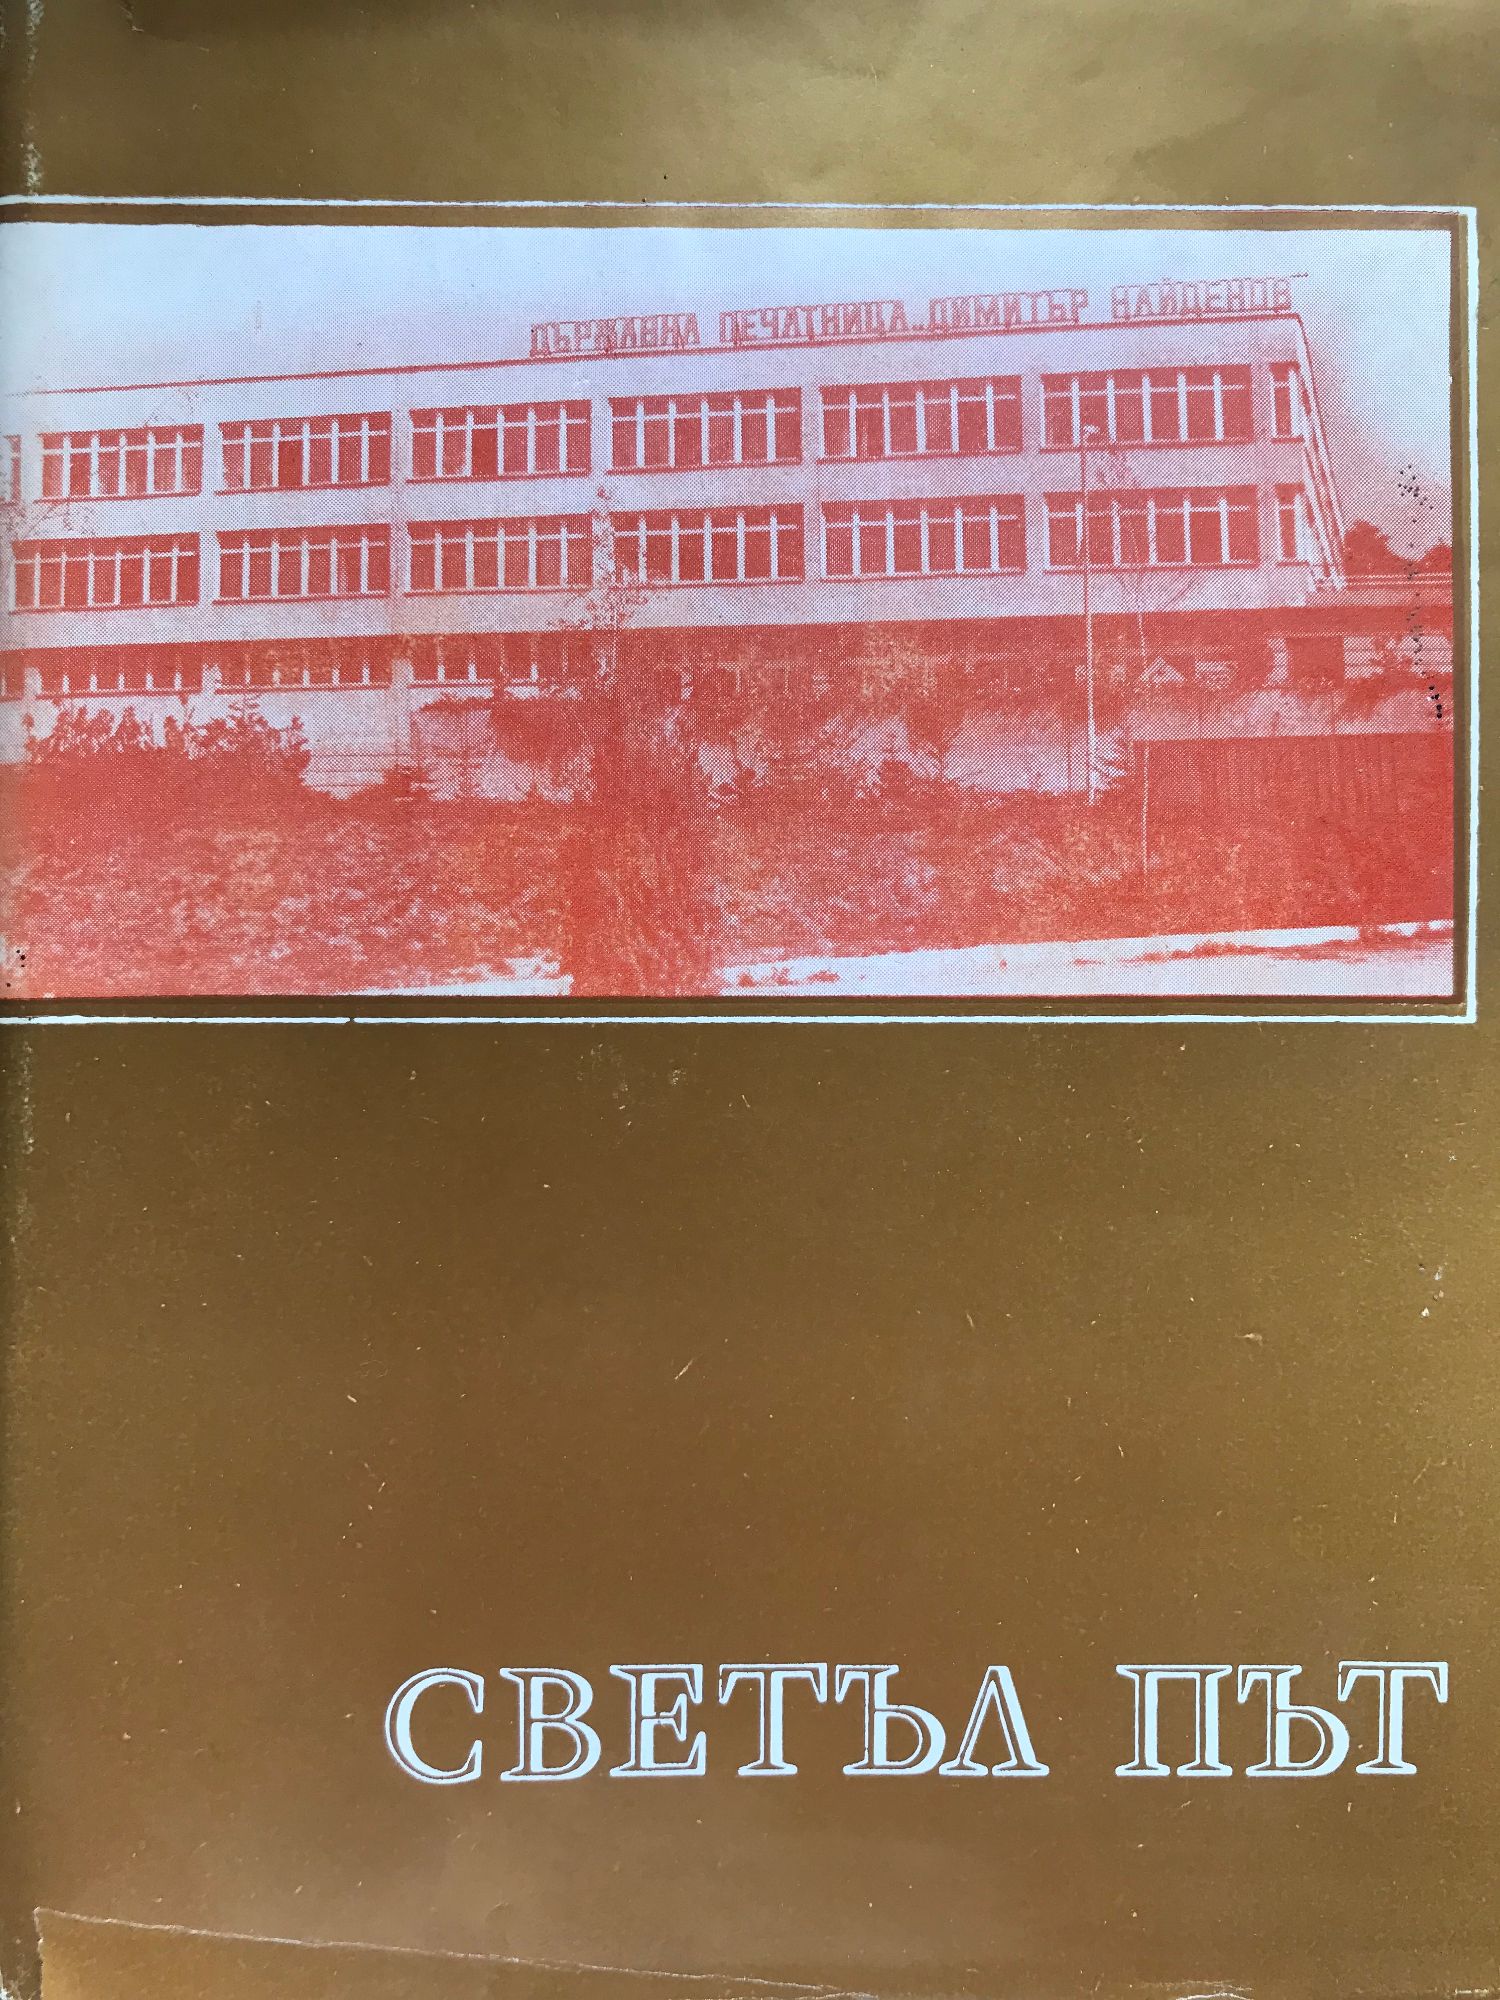 ДЪРЖАВНА ПЕЧАТНИЦА „ДИМИТЪР НАЙДЕНОВ"
СВЕТЪЛ ПЪТ